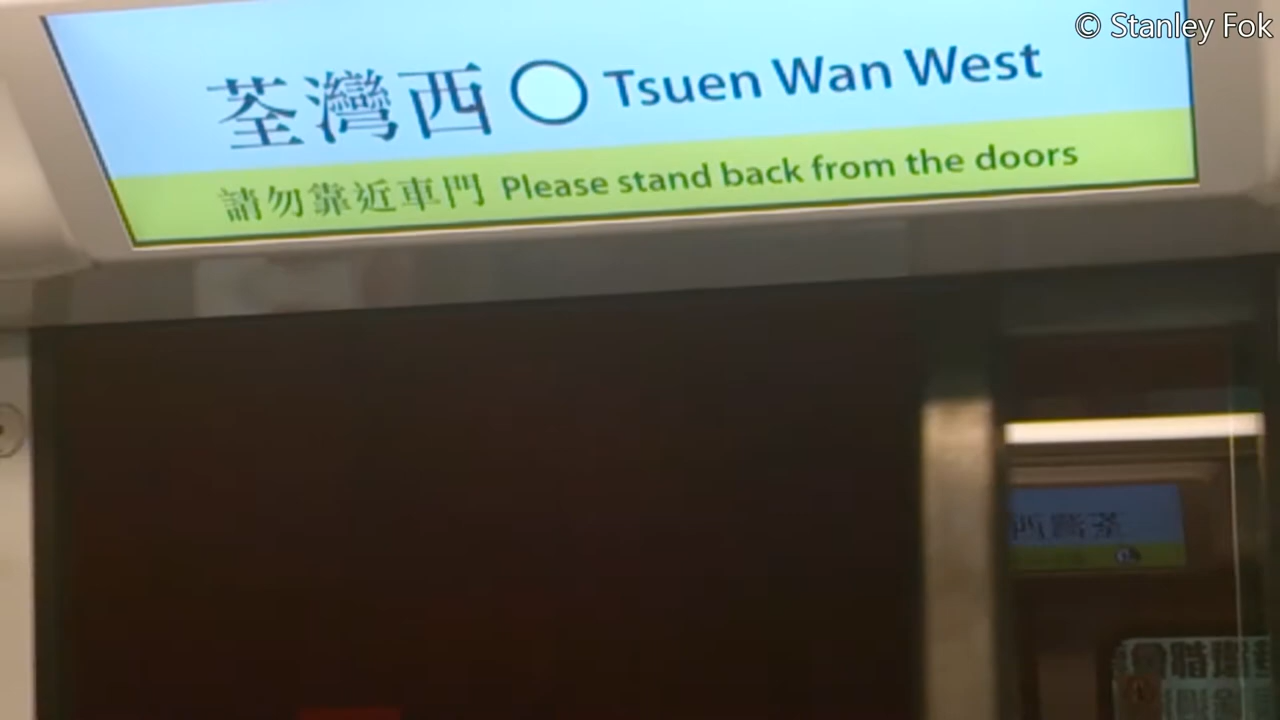 © Stanley Fok
荃灣西 Tsuen Wan West
請勿靠近車門 Please stand back from the doors